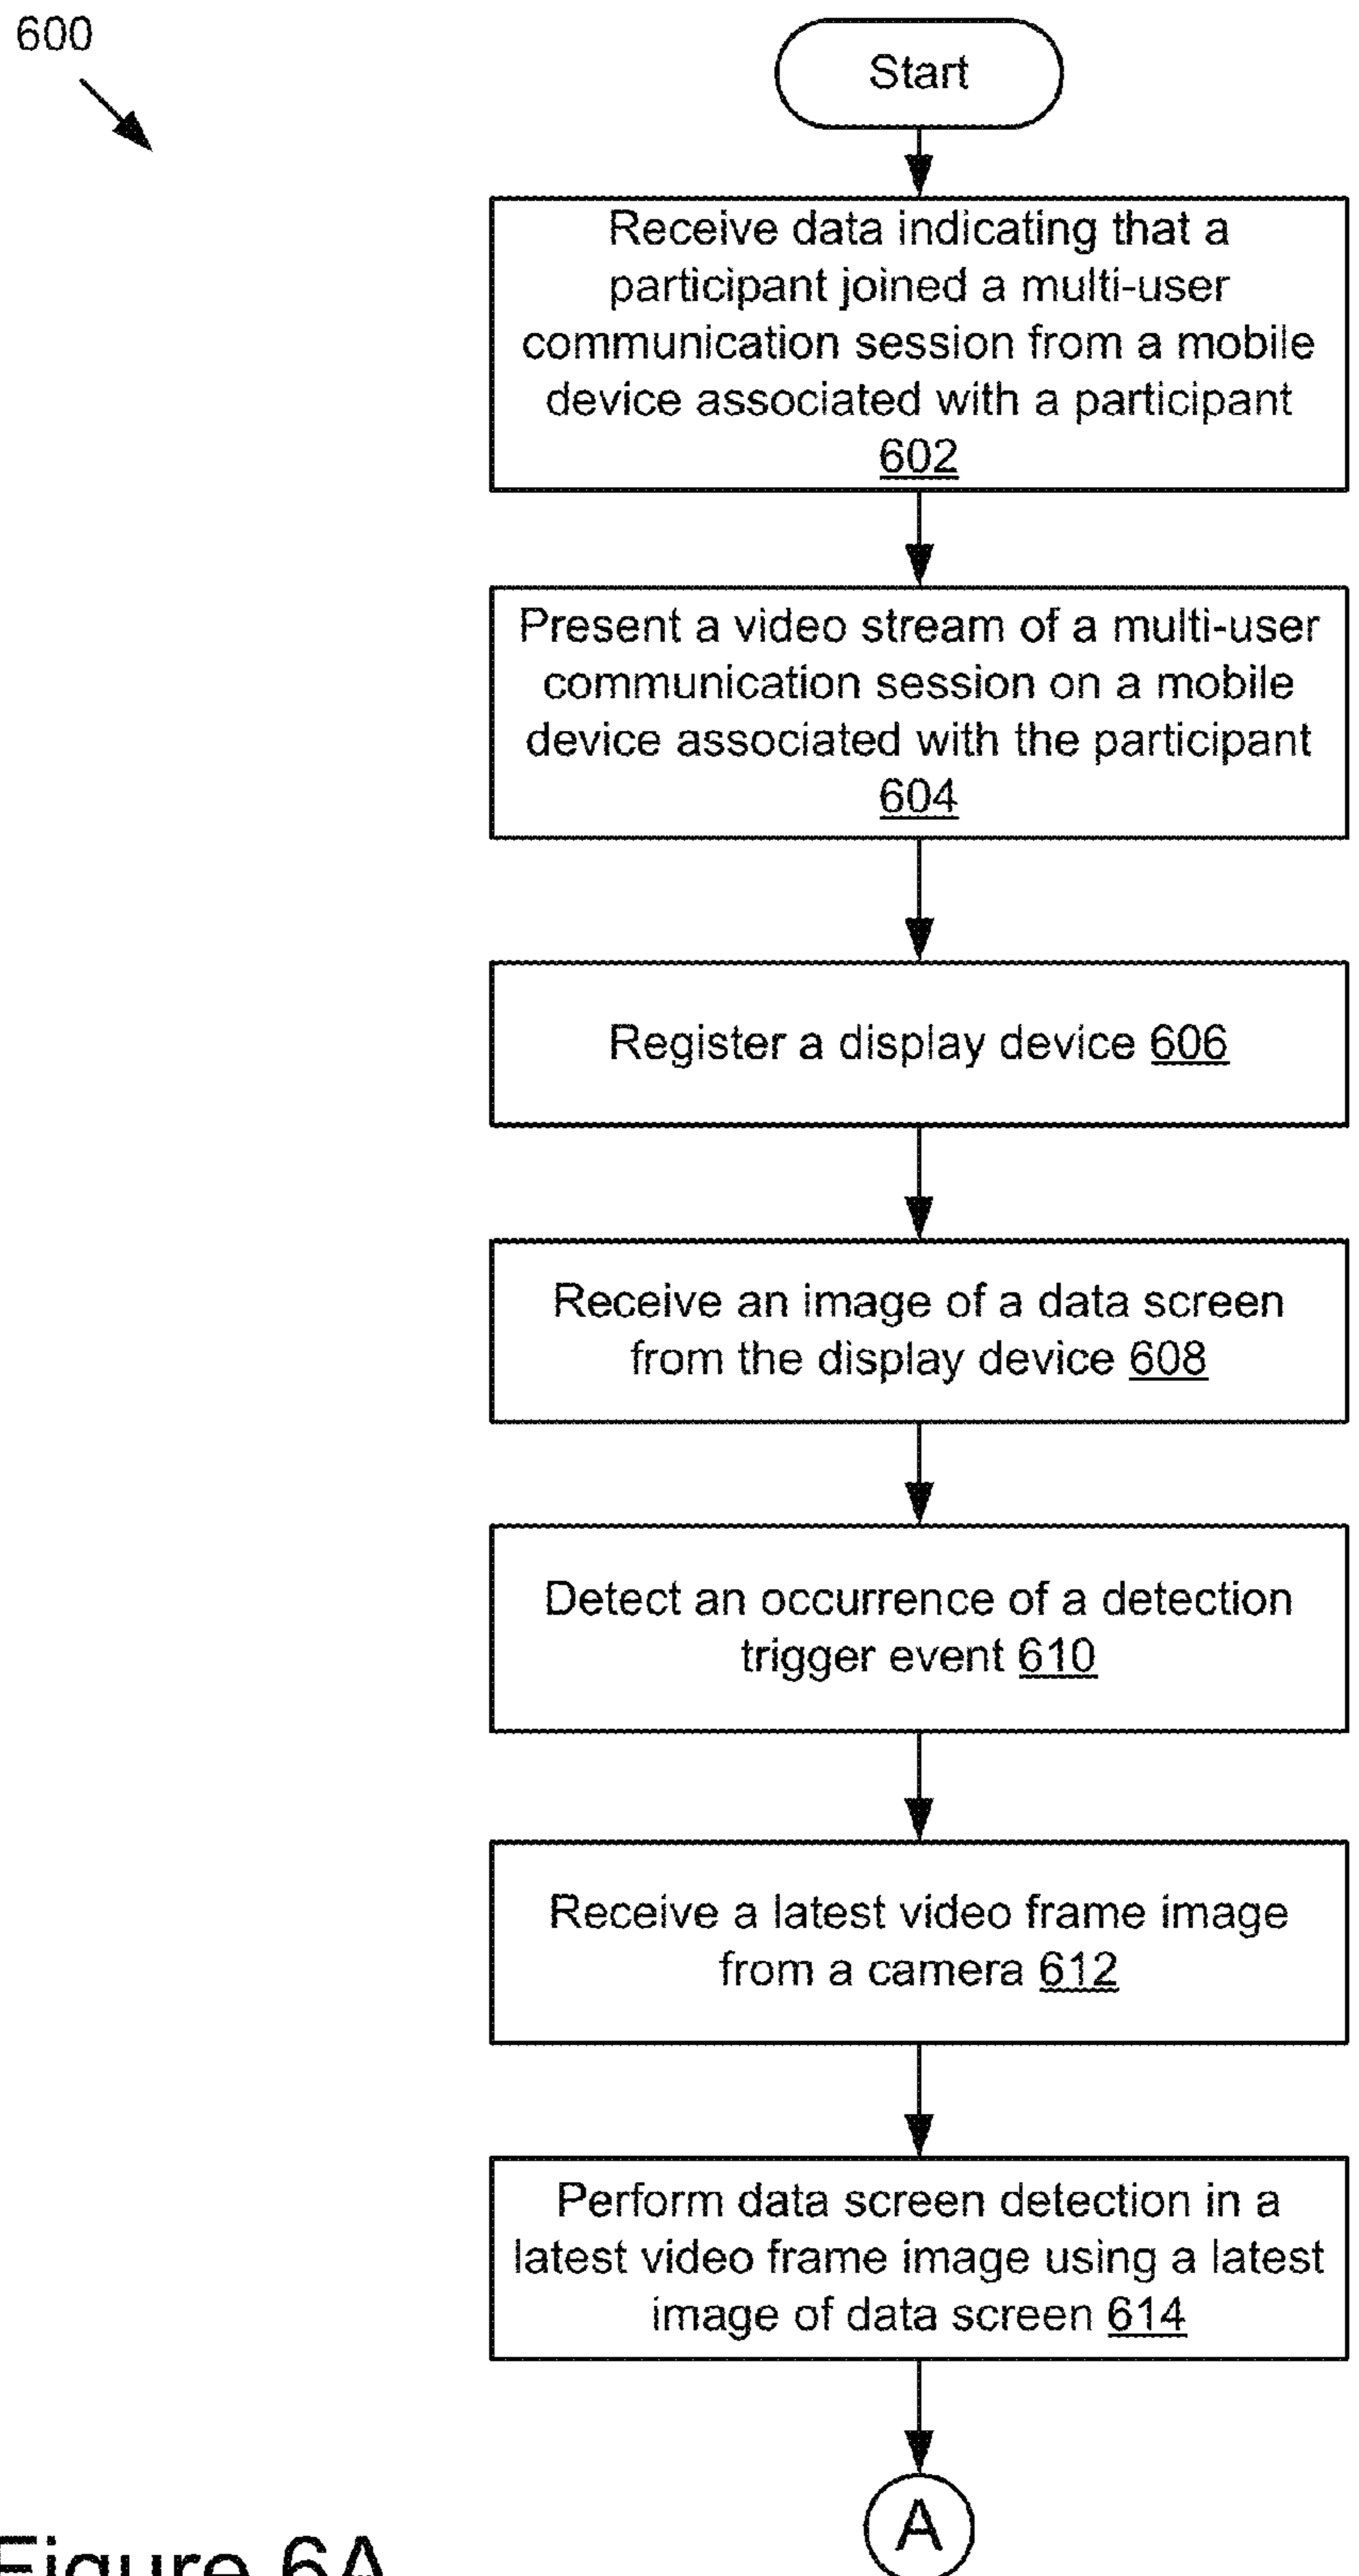 600
Start
Receive data indicating that a
participant joined a multi-user
communication session from a mobile
device associated with a participant
602
Present a video stream of a multi-user
communication session on a mobile
device associated with the participant
604
Register a display device 606
Receive an image of a data screen
from the display device 608
Detect an occurrence of a detection
trigger event 610
Receive a latest video frame image
from a camera 612
Perform data screen detection in a
latest video frame image using a latest
image of data screen 614
A
Figure 6A